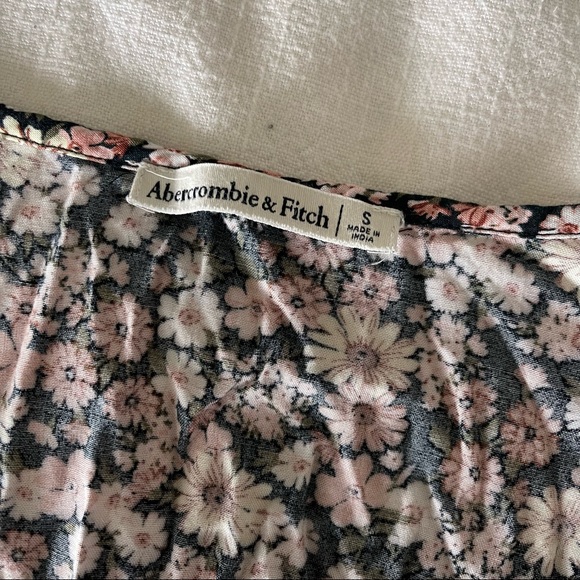 Abercrombie & Fitch
S
MADE IN
INDIA